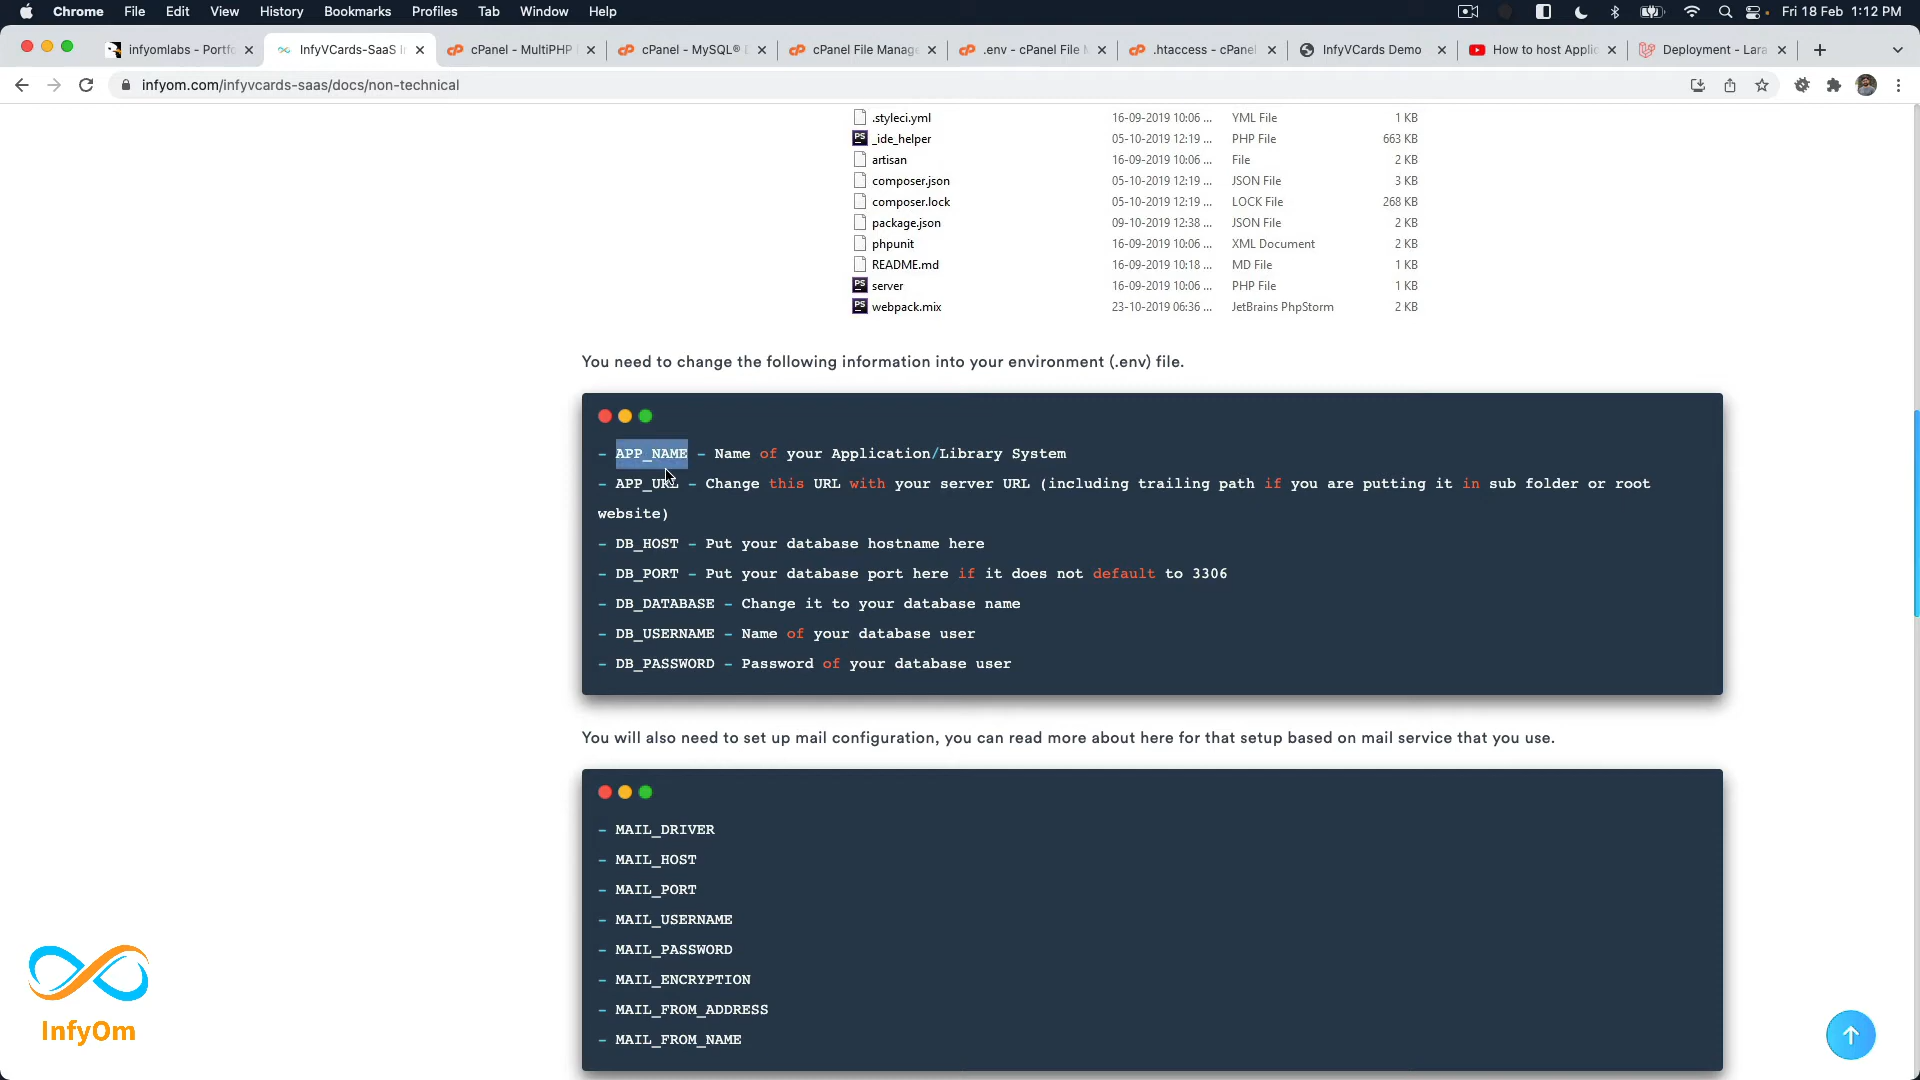 Chrome File Edit View History Bookmarks Profiles Tab Window Help Fri 18 Feb 1:12 PM
infyomlabs - Portfo InfyVCards-SaaS I cPanel - MultiPHP cPanel - MySQL® cPanel File Manage .env - cPanel File M .htaccess - cPanel InfyVCards Demo How to host Applic Deployment - Lara
infyom.com/infyvcards-saas/docs/non-technical
.styleci.yml 16-09-2019 10:06 ... YML File 1 KB
PS _ide_helper 05-10-2019 12:19 ... PHP File 663 KB
artisan 16-09-2019 10:06 ... File 2 KB
composer.json 05-10-2019 12:19 ... JSON File 3 KB
composer.lock 05-10-2019 12:19 ... LOCK File 268 KB
package.json 09-10-2019 12:38 ... JSON File 2 KB
phpunit 16-09-2019 10:06 ... XML Document 2 KB
README.md 16-09-2019 10:18 ... MD File 1 KB
PS server 16-09-2019 10:06 ... PHP File 1 KB
PS webpack.mix 23-10-2019 06:36 ... JetBrains PhpStorm 2 KB
You need to change the following information into your environment (.env) file.
- APP_NAME - Name of your Application/Library System
- APP_URL - Change this URL with your server URL (including trailing path if you are putting it in sub folder or root
website)
- DB_HOST - Put your database hostname here
- DB_PORT - Put your database port here if it does not default to 3306
- DB_DATABASE - Change it to your database name
- DB_USERNAME - Name of your database user
- DB_PASSWORD - Password of your database user
You will also need to set up mail configuration, you can read more about here for that setup based on mail service that you use.
- MAIL_DRIVER
- MAIL_HOST
- MAIL_PORT
- MAIL_USERNAME
- MAIL_PASSWORD
- MAIL_ENCRYPTION
- MAIL_FROM_ADDRESS
- MAIL_FROM_NAME
InfyOm